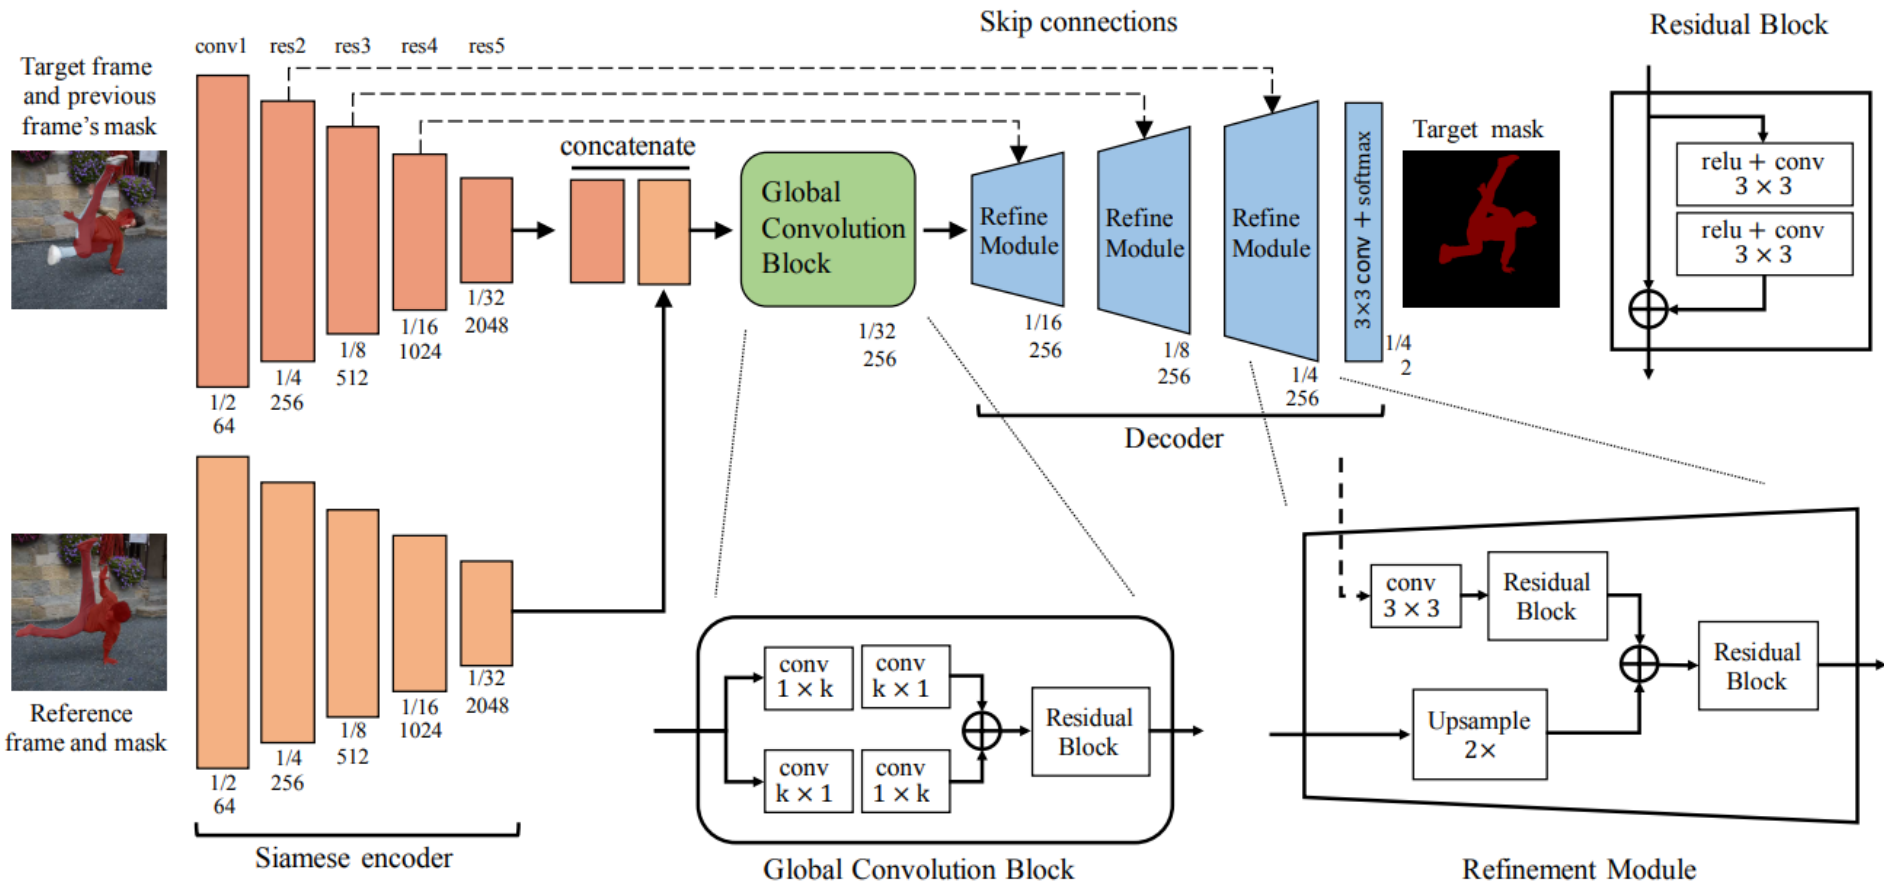 Skip connections
Residual Block
conv1
res2
res3
res4
res5
Target frame
and previous
frame's mask
1/2
64
1/4
256
1/8
512
1/16
1024
1/32
2048
concatenate
Global
Convolution
Block
1/32
256
Refine
Module
1/16
256
Refine
Module
1/8
256
Refine
Module
1/4
256
3×3 conv + softmax
1/4
2
Target mask
Decoder
relu + conv
3 × 3
relu + conv
3 × 3
Reference
frame and mask
1/2
64
1/4
256
1/8
512
1/16
1024
1/32
2048
Siamese encoder
conv
1 × k
conv
k × 1
conv
k × 1
conv
1 × k
Residual
Block
Global Convolution Block
conv
3 × 3
Residual
Block
Upsample
2×
Residual
Block
Refinement Module